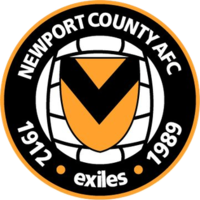 NEWPORT COUNTY AFC
1912 • exiles • 1989